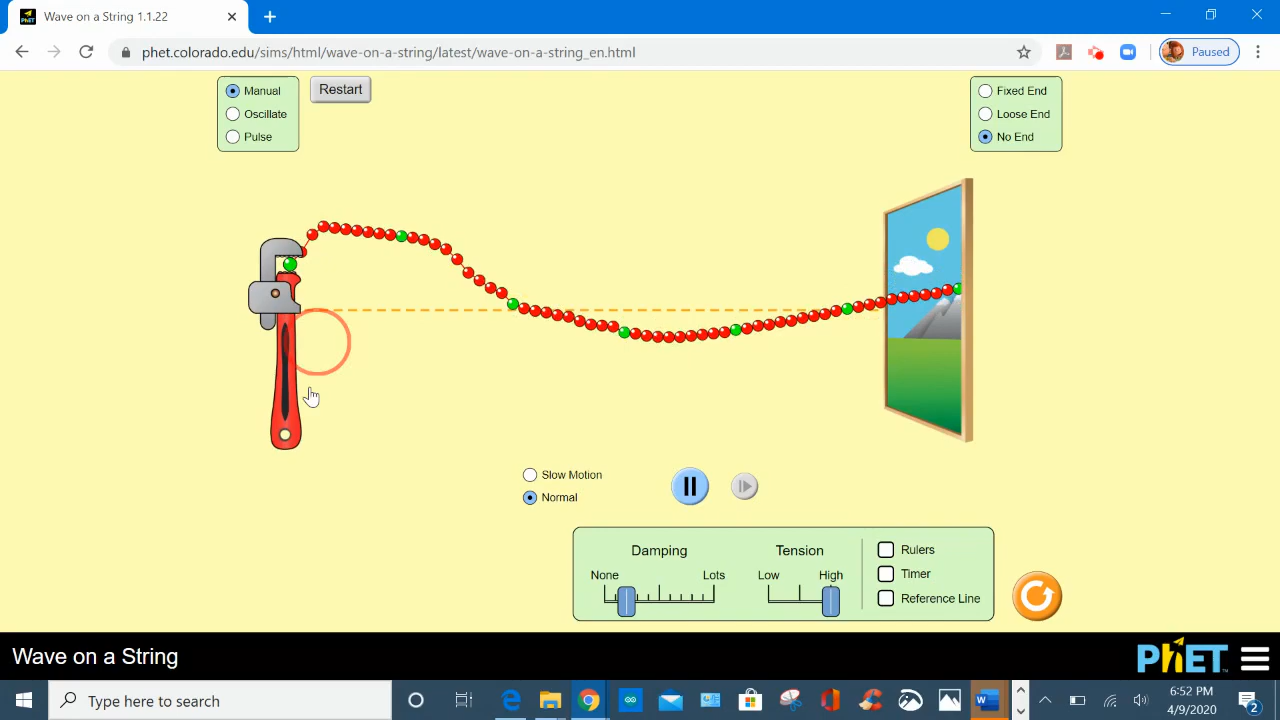 Wave on a String 1.1.22
phet.colorado.edu/sims/html/wave-on-a-string/latest/wave-on-a-string_en.html
Paused
Manual
Oscillate
Pulse
Restart
Fixed End
Loose End
No End
Slow Motion
Normal
Damping
None
Lots
Tension
Low
High
Rulers
Timer
Reference Line
Wave on a String
PhET
Type here to search
6:52 PM
4/9/2020
2